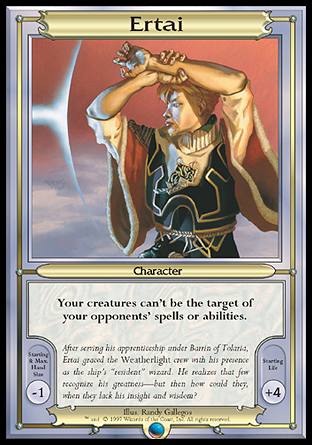 Ertai
Character
Your creatures can't be the target of
your opponents' spells or abilities.
After serving his apprenticeship under Barrin of Tolaria,
Ertai graced the Weatherlight crew with his presence
as the ship's "resident" wizard. He realizes that few
recognize his greatness—but then how could they,
when they lack his insight and wisdom?
Starting
& Max.
Hand
Size
-1
Starting
Life
+4
Illus. Randy Gallegos
™ and © 1997 Wizards of the Coast, Inc. All rights reserved.